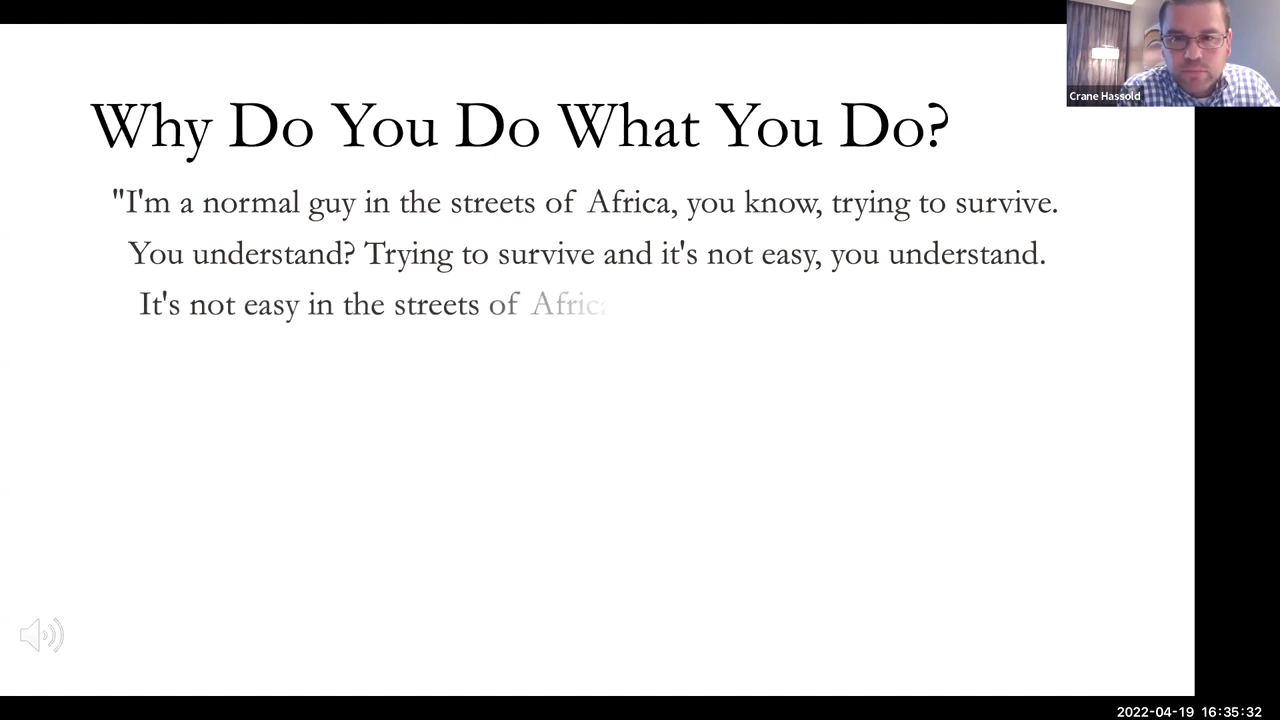 Crane Hassold
Why Do You Do What You Do?
"I'm a normal guy in the streets of Africa, you know, trying to survive.
You understand? Trying to survive and it's not easy, you understand.
It's not easy in the streets of Africa
2022-04-19 16:35:32